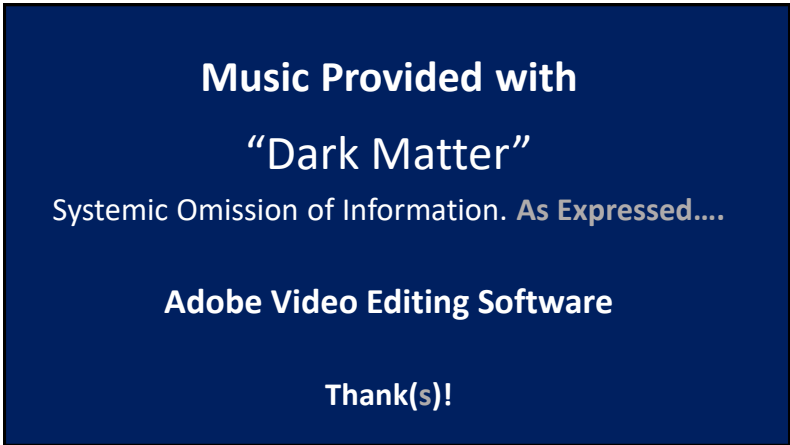 Music Provided with
“Dark Matter”
Systemic Omission of Information. As Expressed….
Adobe Video Editing Software
Thank(s)!